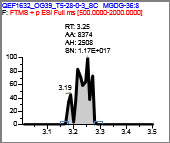 QEF1632_OG39_T5-28-0-3_SC MGDG-36:8
F: FTMS + p ESI Full ms [500.0000-2000.0000]
RT: 3.25
AA: 8374
AH: 2508
SN: 1.17E+017
100
3.19
80
60
40
20
0
3.1 3.2 3.3 3.4 3.5